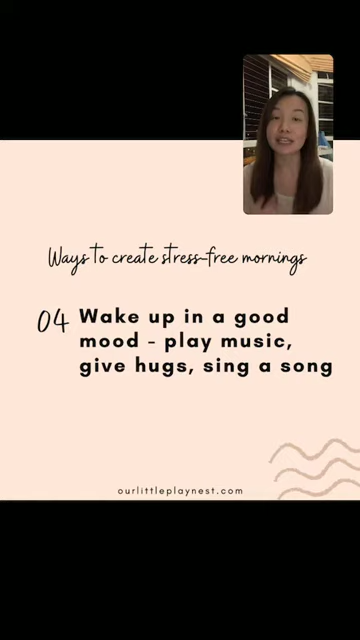 Ways to create stress-free mornings
04 Wake up in a good
mood - play music,
give hugs, sing a song
ourlittleplaynest.com